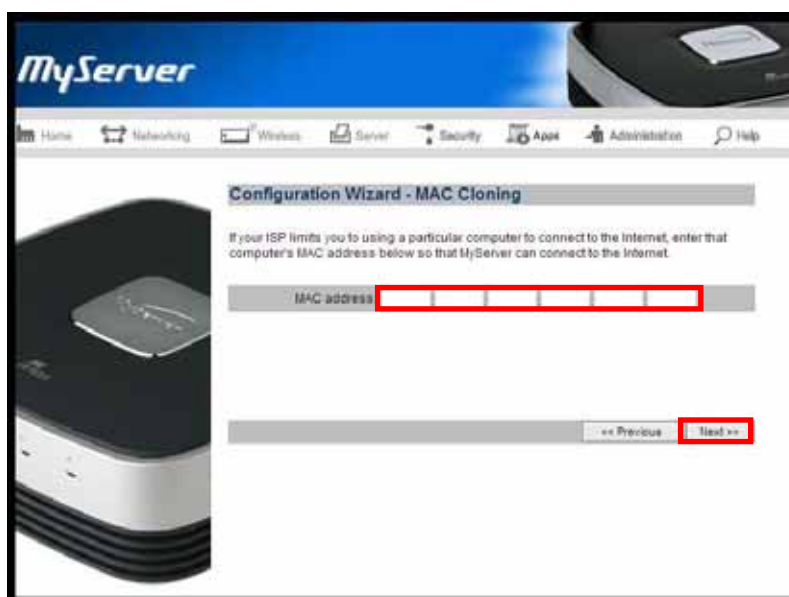 MyServer
Home Networking Wireless Server Security Apps Administration Help
Configuration Wizard - MAC Cloning
If your ISP limits you to using a particular computer to connect to the Internet, enter that
computer's MAC address below so that MyServer can connect to the Internet.
MAC address
<< Previous Next >>